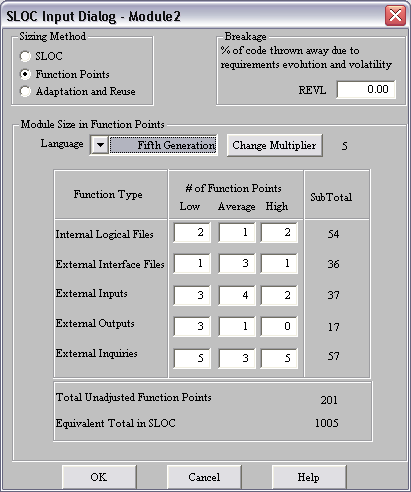 SLOC Input Dialog - Module2
Sizing Method
SLOC
Function Points
Adaptation and Reuse
Breakage
% of code thrown away due to
requirements evolution and volatility
REVL 0.00
Module Size in Function Points
Language Fifth Generation Change Multiplier 5
Function Type # of Function Points SubTotal
Low Average High
Internal Logical Files 2 1 2 54
External Interface Files 1 3 1 36
External Inputs 3 4 2 37
External Outputs 3 1 0 17
External Inquiries 5 3 5 57
Total Unadjusted Function Points 201
Equivalent Total in SLOC 1005
OK Cancel Help